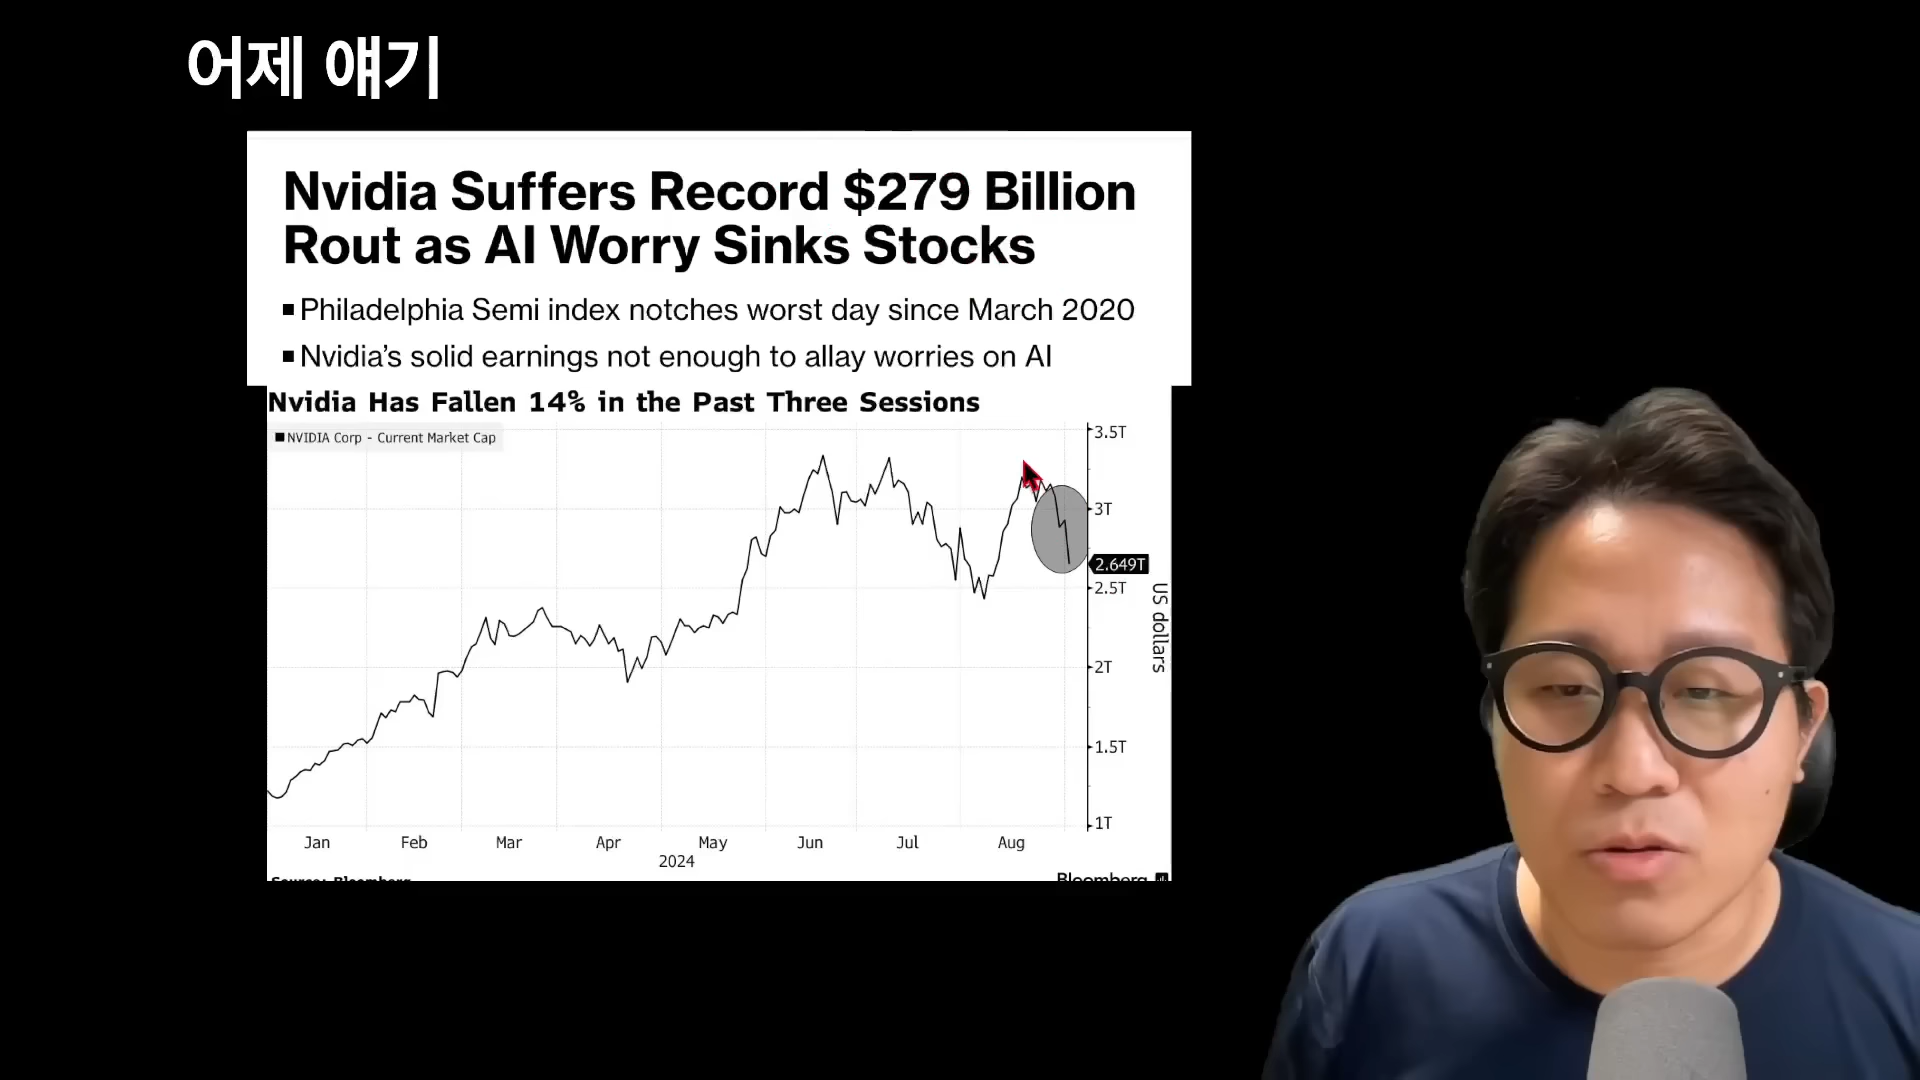 어제 얘기
Nvidia Suffers Record $279 Billion
Rout as AI Worry Sinks Stocks
■ Philadelphia Semi index notches worst day since March 2020
■ Nvidia’s solid earnings not enough to allay worries on AI
Nvidia Has Fallen 14% in the Past Three Sessions
■ NVIDIA Corp - Current Market Cap
3.5T
3T
2.649T
2.5T
2T
1.5T
1T
US dollars
Jan Feb Mar Apr May Jun Jul Aug
2024
Source: Bloomberg
Bloomberg